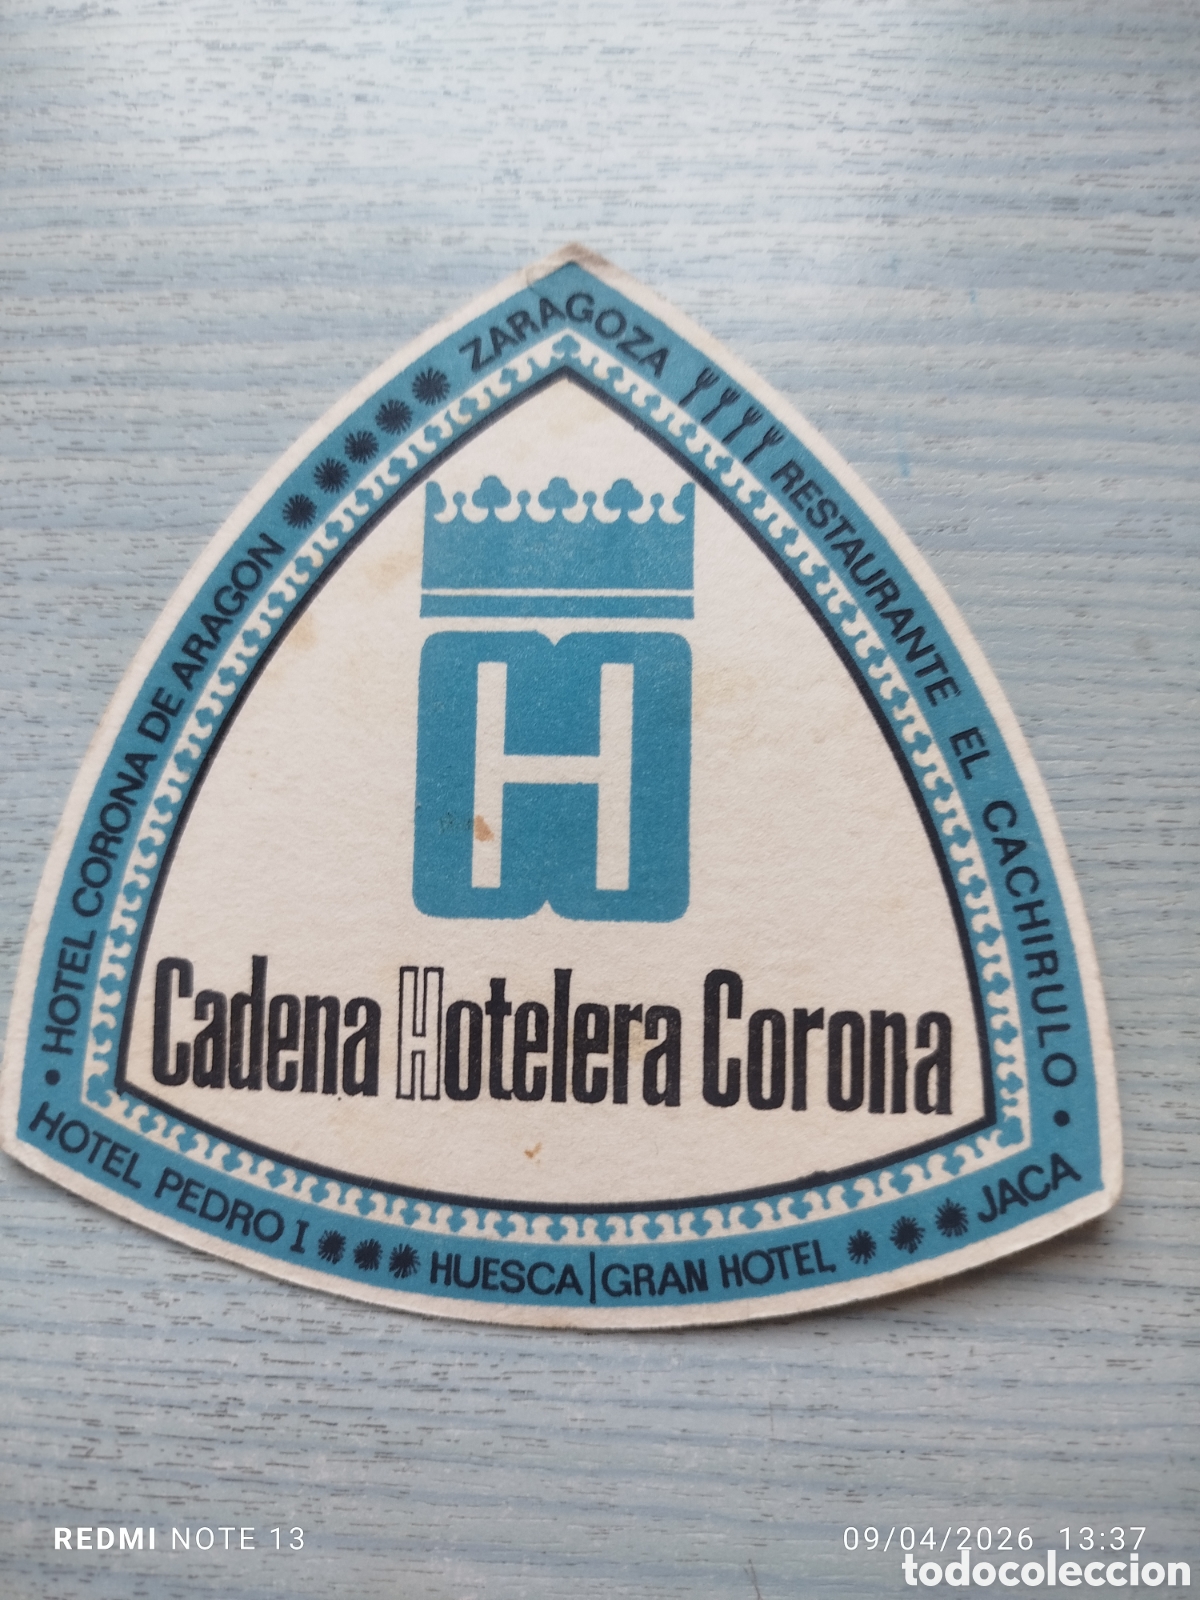 HOTEL CORONA DE ARAGON ZARAGOZA RESTAURANTE EL CACHIRULO
H
Cadena Hotelera Corona
HOTEL PEDRO I HUESCA | GRAN HOTEL JACA
REDMI NOTE 13
09/04/2026 13:37
todocoleccion